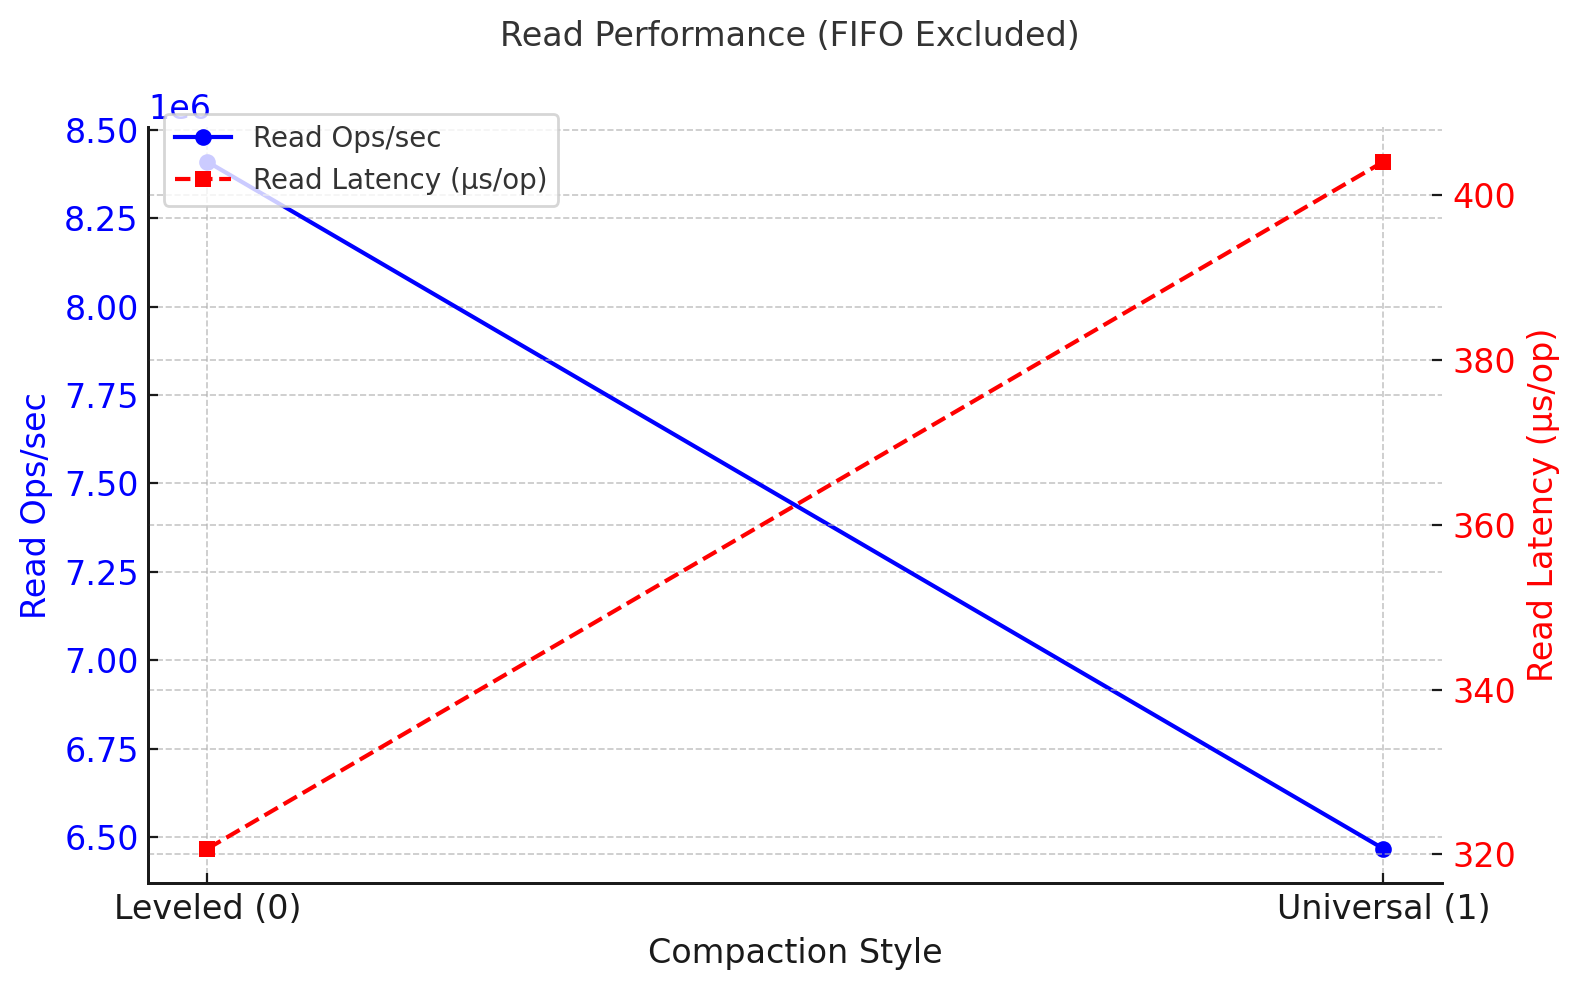 Read Performance (FIFO Excluded)
1e6
Read Ops/sec
Read Latency (µs/op)
8.50
8.25
8.00
7.75
7.50
7.25
7.00
6.75
6.50
Read Ops/sec
400
380
360
340
320
Read Latency (µs/op)
Leveled (0)
Universal (1)
Compaction Style